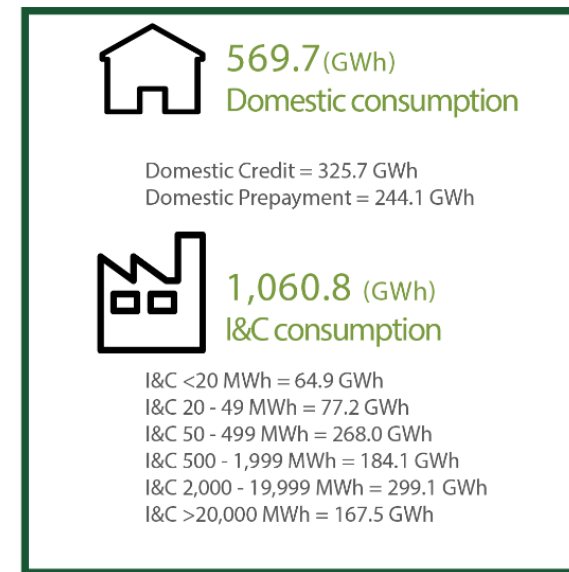 569.7(GWh)
Domestic consumption
Domestic Credit = 325.7 GWh
Domestic Prepayment = 244.1 GWh
1,060.8 (GWh)
I&C consumption
I&C <20 MWh = 64.9 GWh
I&C 20 - 49 MWh = 77.2 GWh
I&C 50 - 499 MWh = 268.0 GWh
I&C 500 - 1,999 MWh = 184.1 GWh
I&C 2,000 - 19,999 MWh = 299.1 GWh
I&C >20,000 MWh = 167.5 GWh